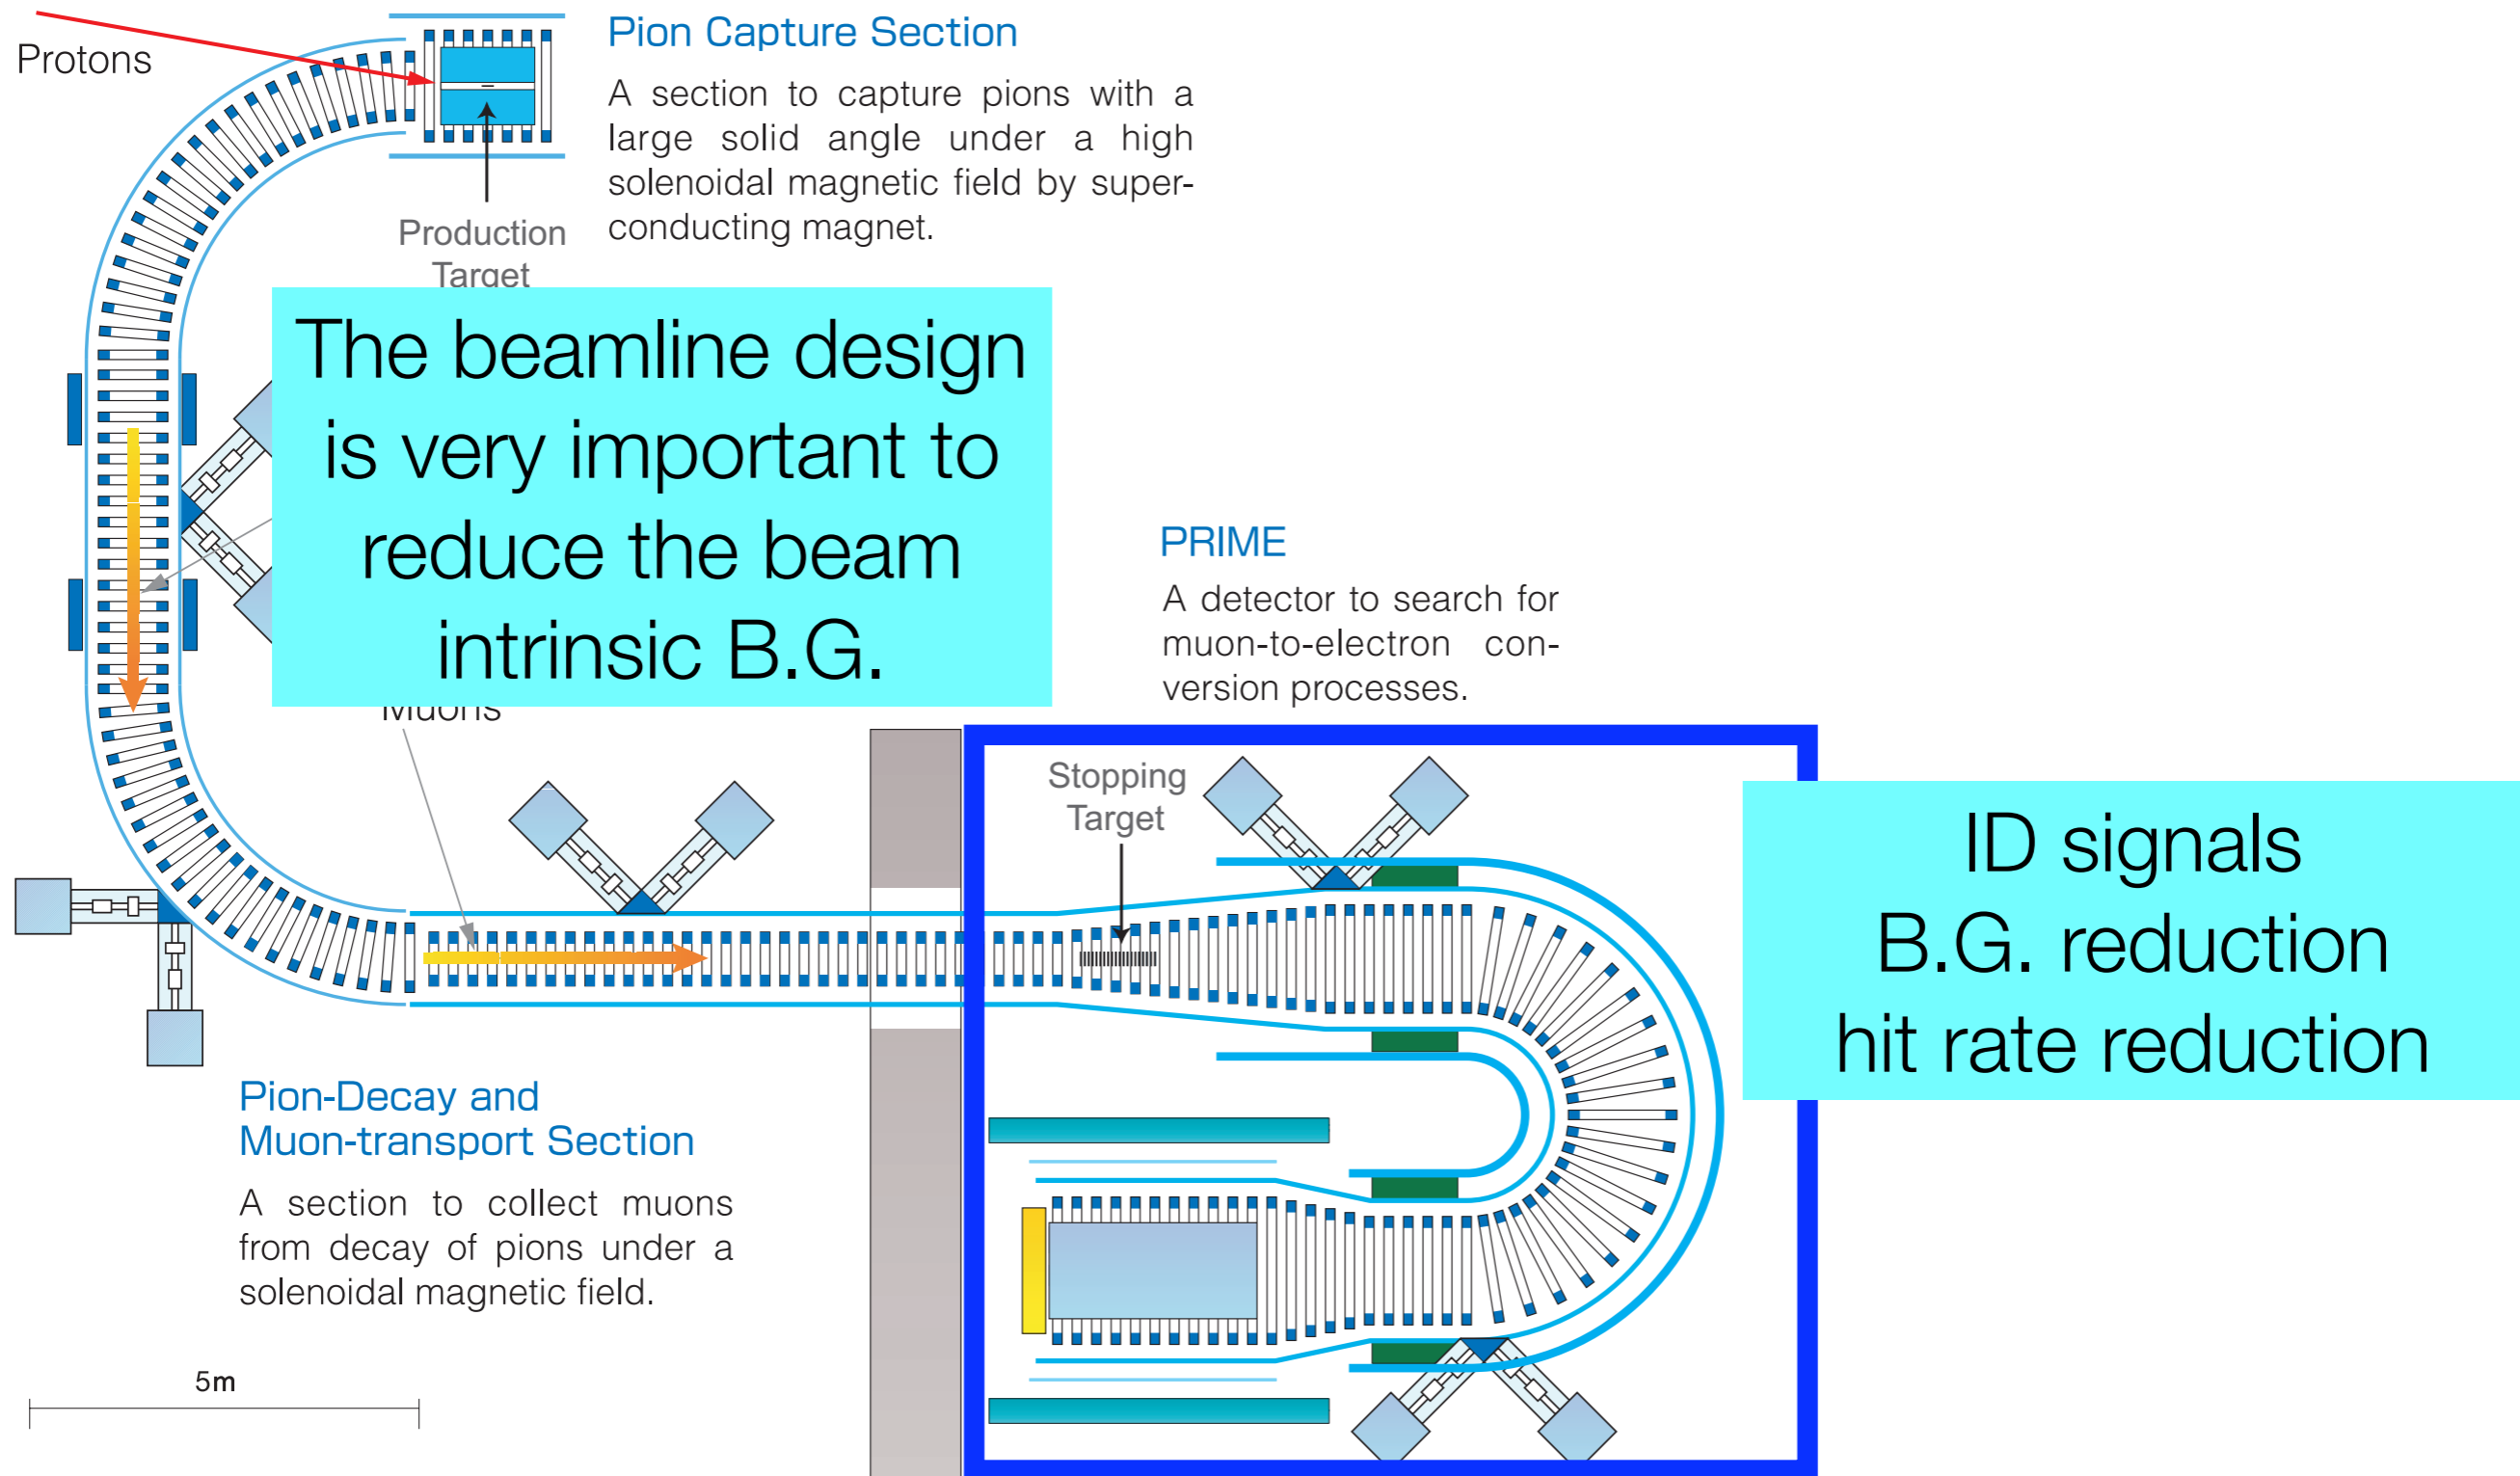 Protons
Pion Capture Section
A section to capture pions with a
large solid angle under a high
solenoidal magnetic field by super-
conducting magnet.
Production
Target
The beamline design
is very important to
reduce the beam
intrinsic B.G.
Muons
PRIME
A detector to search for
muon-to-electron con-
version processes.
Stopping
Target
ID signals
B.G. reduction
hit rate reduction
Pion-Decay and
Muon-transport Section
A section to collect muons
from decay of pions under a
solenoidal magnetic field.
5m